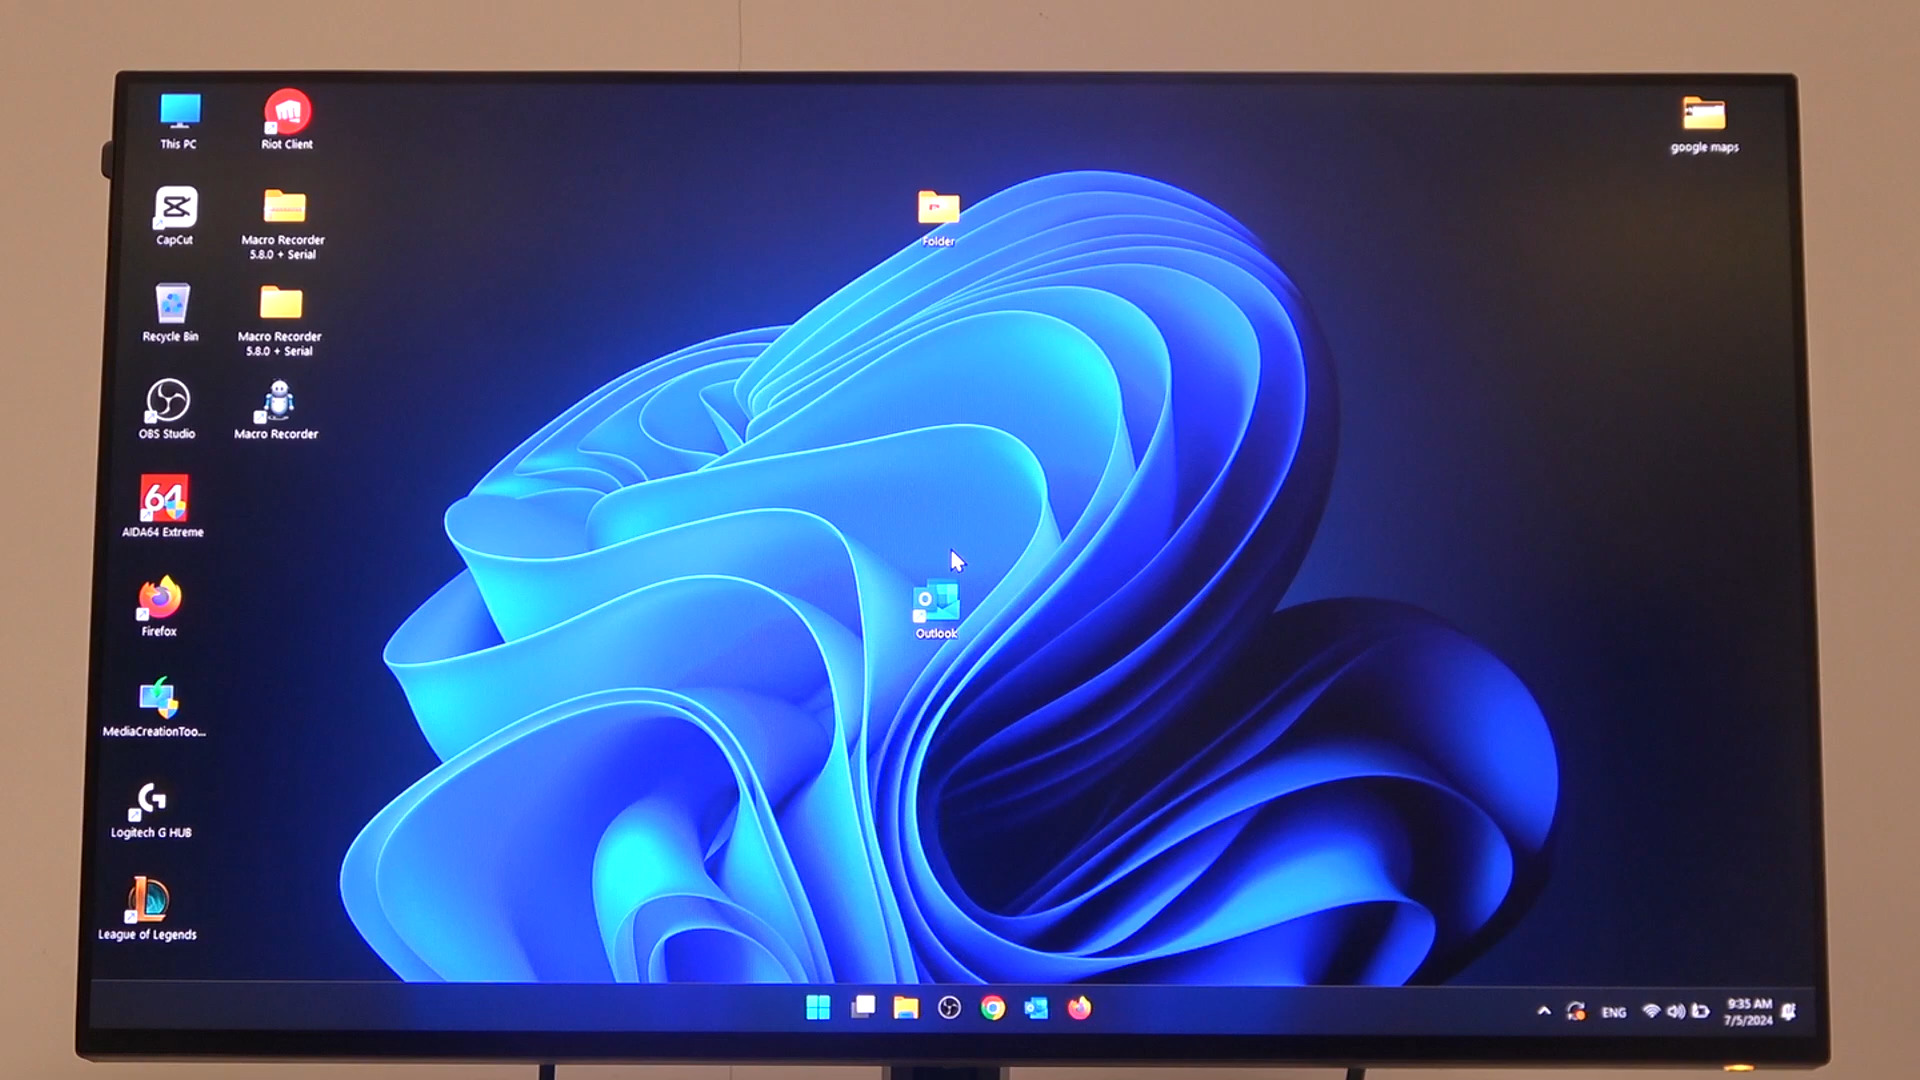 This PC
Riot Client
google maps
CapCut
Macro Recorder
5.8.0 + Serial
Folder
Recycle Bin
Macro Recorder
5.8.0 + Serial
OBS Studio
Macro Recorder
64
AIDA64 Extreme
Firefox
Outlook
MediaCreationToo...
Logitech G HUB
League of Legends
ENG
9:35 AM
7/5/2024